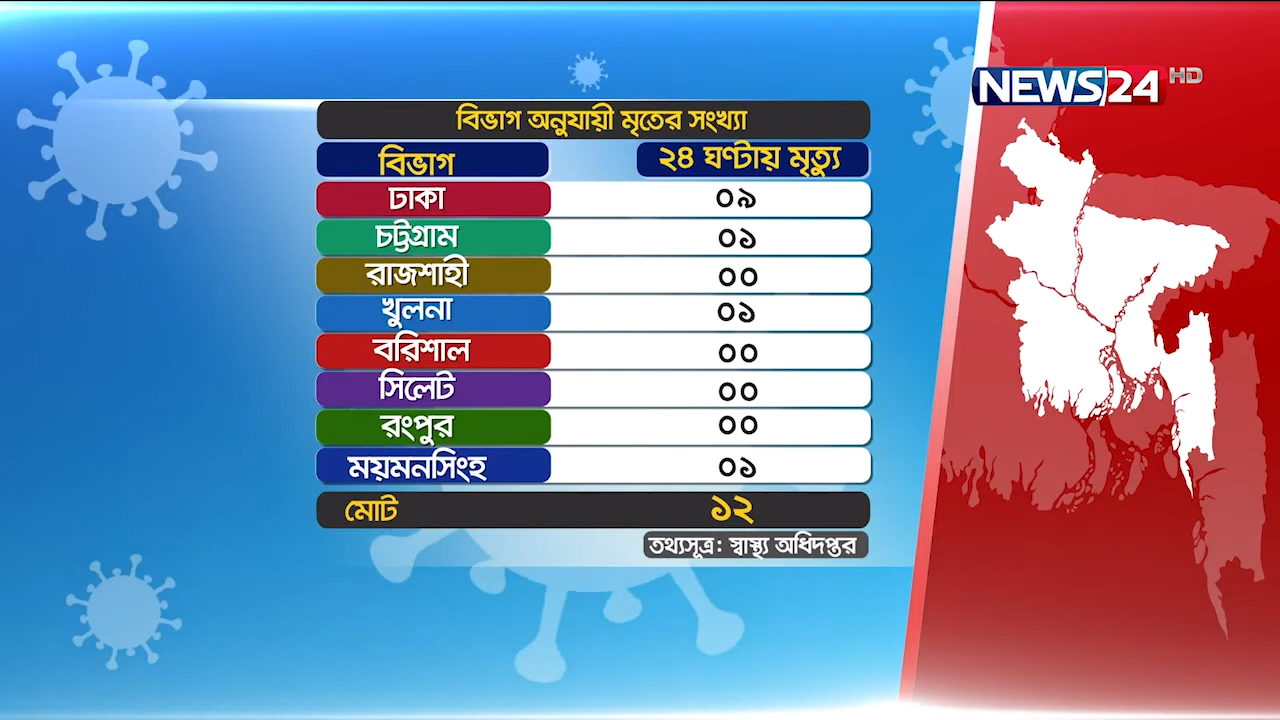 NEWS24 HD
বিভাগ অনুযায়ী মৃতের সংখ্যা
বিভাগ ২৪ ঘণ্টায় মৃত্যু
ঢাকা ০৯
চট্টগ্রাম ০১
রাজশাহী ০০
খুলনা ০১
বরিশাল ০০
সিলেট ০০
রংপুর ০০
ময়মনসিংহ ০১
মোট ১২
তথ্যসূত্র: স্বাস্থ্য অধিদপ্তর